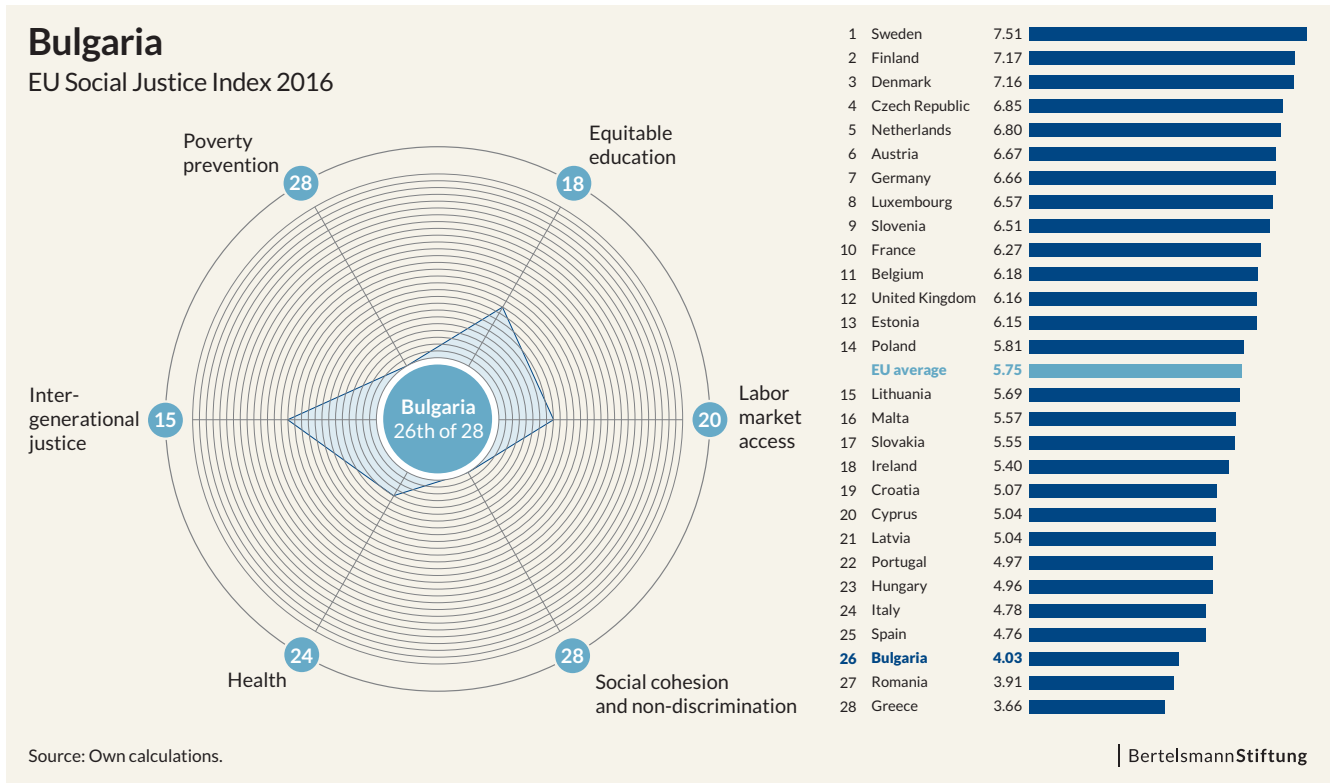 Bulgaria
EU Social Justice Index 2016
Poverty
prevention
28
Equitable
education
18
Inter-
generational
justice
15
Bulgaria
26th of 28
20
Labor
market
access
24
Health
28
Social cohesion
and non-discrimination
1 Sweden 7.51
2 Finland 7.17
3 Denmark 7.16
4 Czech Republic 6.85
5 Netherlands 6.80
6 Austria 6.67
7 Germany 6.66
8 Luxembourg 6.57
9 Slovenia 6.51
10 France 6.27
11 Belgium 6.18
12 United Kingdom 6.16
13 Estonia 6.15
14 Poland 5.81
EU average 5.75
15 Lithuania 5.69
16 Malta 5.57
17 Slovakia 5.55
18 Ireland 5.40
19 Croatia 5.07
20 Cyprus 5.04
21 Latvia 5.04
22 Portugal 4.97
23 Hungary 4.96
24 Italy 4.78
25 Spain 4.76
26 Bulgaria 4.03
27 Romania 3.91
28 Greece 3.66
Source: Own calculations.
BertelsmannStiftung